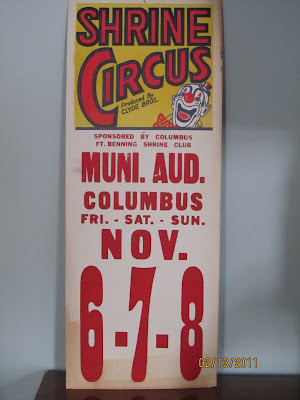 SHRINE
CIRCUS
Produced By
CLYDE BROS.
SPONSORED BY COLUMBUS
FT. BENNING SHRINE CLUB
MUNI. AUD.
COLUMBUS
FRI. - SAT. - SUN.
NOV.
6-7-8
02/13/2011